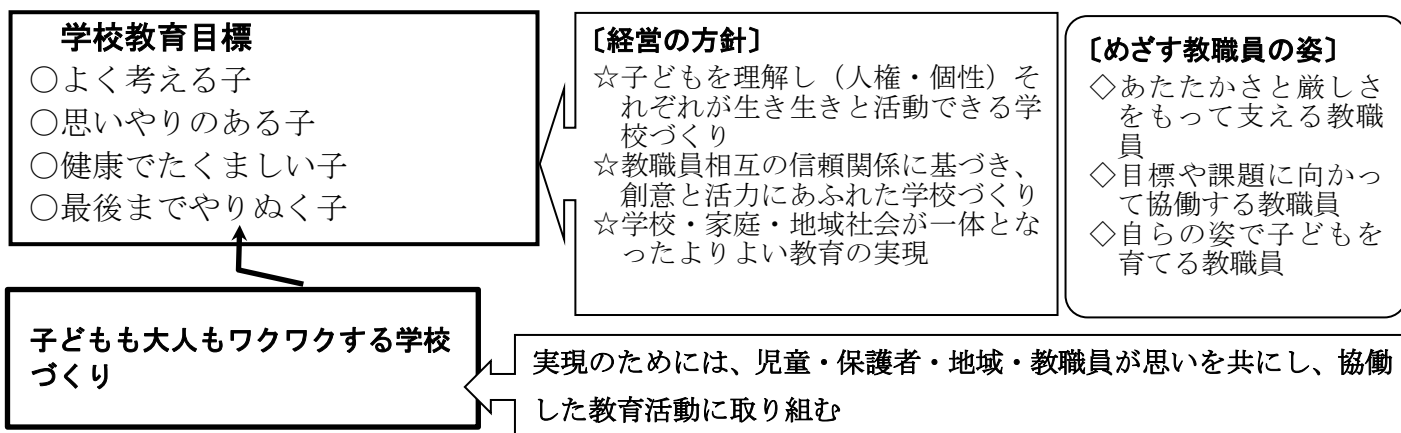 学校教育目標
○よく考える子
○思いやりのある子
○健康でたくましい子
○最後までやりぬく子
〔経営の方針〕
☆子どもを理解し（人権・個性）そ
れぞれが生き生きと活動できる学
校づくり
☆教職員相互の信頼関係に基づき、
創意と活力にあふれた学校づくり
☆学校・家庭・地域社会が一体とな
ったよりよい教育の実現
〔めざす教職員の姿〕
◇あたたかさと厳しさ
をもって支える教職
員
◇目標や課題に向かっ
て協働する教職員
◇自らの姿で子どもを
育てる教職員
子どもも大人もワクワクする学校
づくり
実現のためには、児童・保護者・地域・教職員が思いを共にし、協働
した教育活動に取り組む